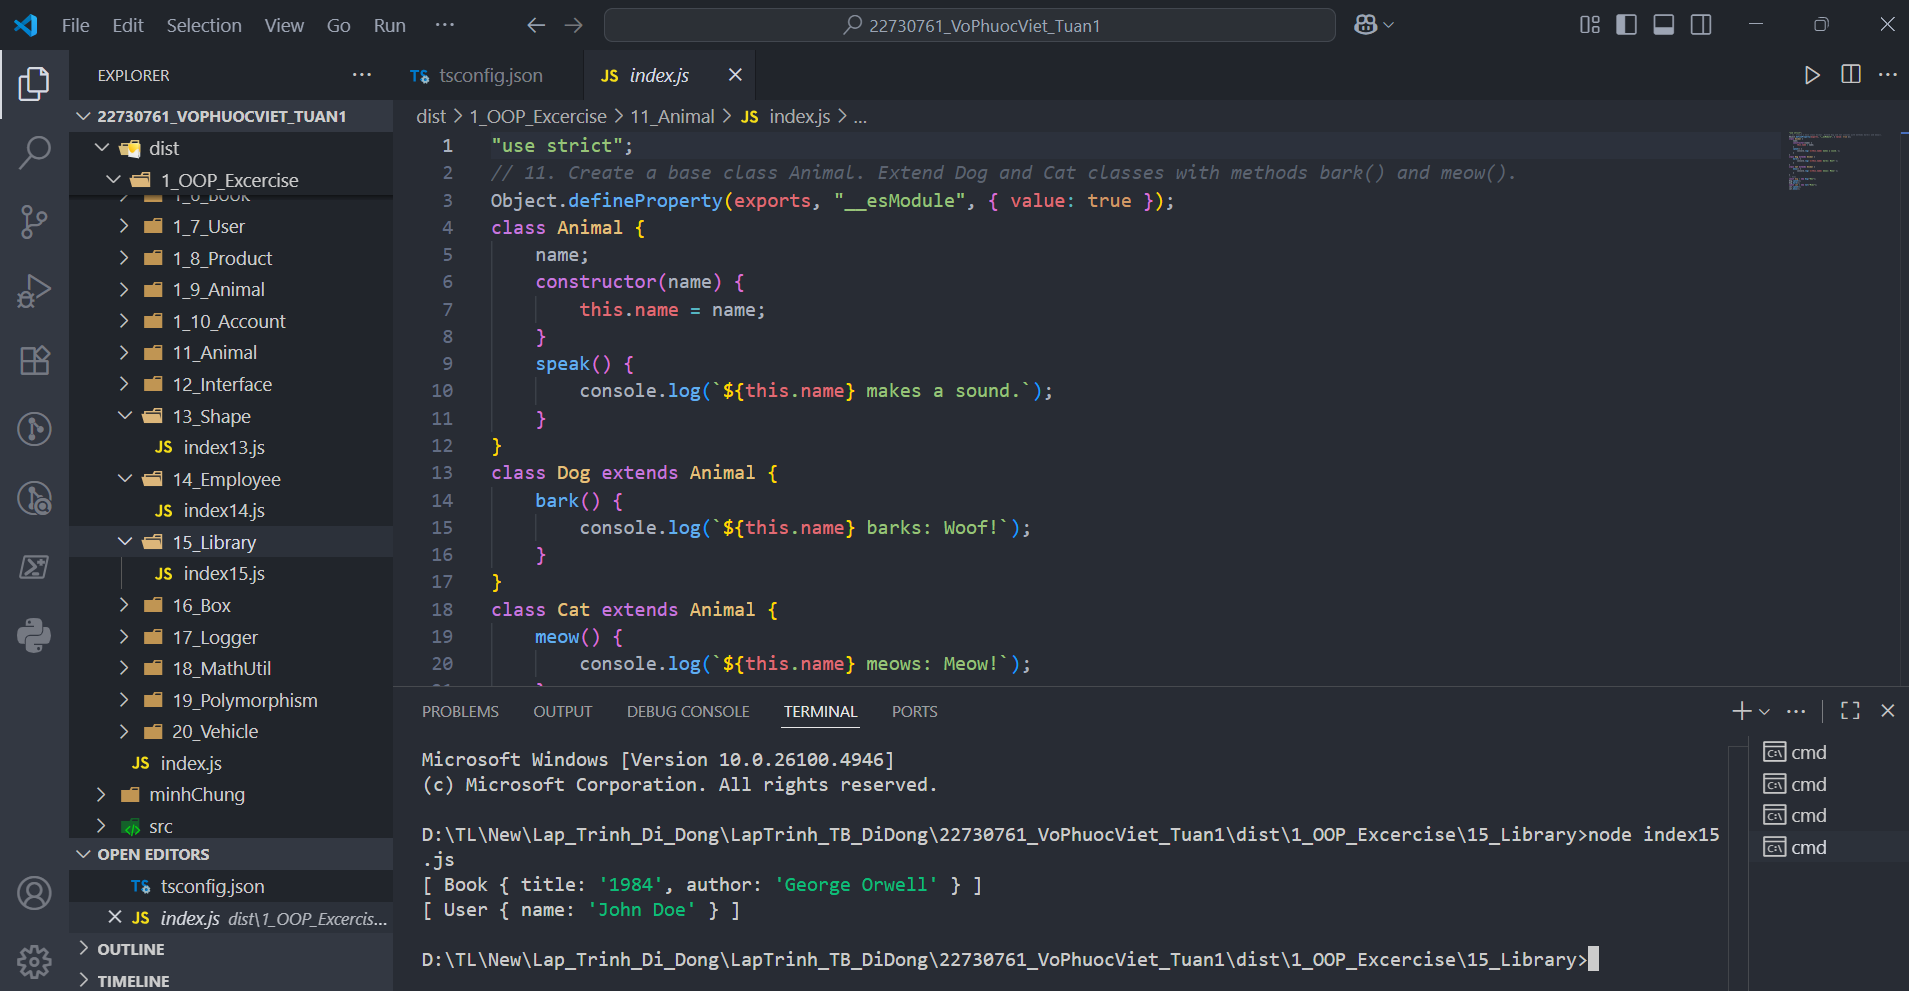 File Edit Selection View Go Run ···
22730761_VoPhuocViet_Tuan1
EXPLORER ···
22730761_VOPHUOCVIET_TUAN1
dist
1_OOP_Excercise
1_6_Book
1_7_User
1_8_Product
1_9_Animal
1_10_Account
11_Animal
12_Interface
13_Shape
JS index13.js
14_Employee
JS index14.js
15_Library
JS index15.js
16_Box
17_Logger
18_MathUtil
19_Polymorphism
20_Vehicle
JS index.js
minhChung
src
OPEN EDITORS
TS tsconfig.json
JS index.js dist\1_OOP_Excercis...
OUTLINE
TIMELINE
TS tsconfig.json JS index.js
dist > 1_OOP_Excercise > 11_Animal > JS index.js > ...
1 "use strict";
2 // 11. Create a base class Animal. Extend Dog and Cat classes with methods bark() and meow().
3 Object.defineProperty(exports, "__esModule", { value: true });
4 class Animal {
5 name;
6 constructor(name) {
7 this.name = name;
8 }
9 speak() {
10 console.log(`${this.name} makes a sound.`);
11 }
12 }
13 class Dog extends Animal {
14 bark() {
15 console.log(`${this.name} barks: Woof!`);
16 }
17 }
18 class Cat extends Animal {
19 meow() {
20 console.log(`${this.name} meows: Meow!`);
PROBLEMS OUTPUT DEBUG CONSOLE TERMINAL PORTS
Microsoft Windows [Version 10.0.26100.4946]
(c) Microsoft Corporation. All rights reserved.
D:\TL\New\Lap_Trinh_Di_Dong\LapTrinh_TB_DiDong\22730761_VoPhuocViet_Tuan1\dist\1_OOP_Excercise\15_Library>node index15
.js
[ Book { title: '1984', author: 'George Orwell' } ]
[ User { name: 'John Doe' } ]
D:\TL\New\Lap_Trinh_Di_Dong\LapTrinh_TB_DiDong\22730761_VoPhuocViet_Tuan1\dist\1_OOP_Excercise\15_Library>
cmd
cmd
cmd
cmd